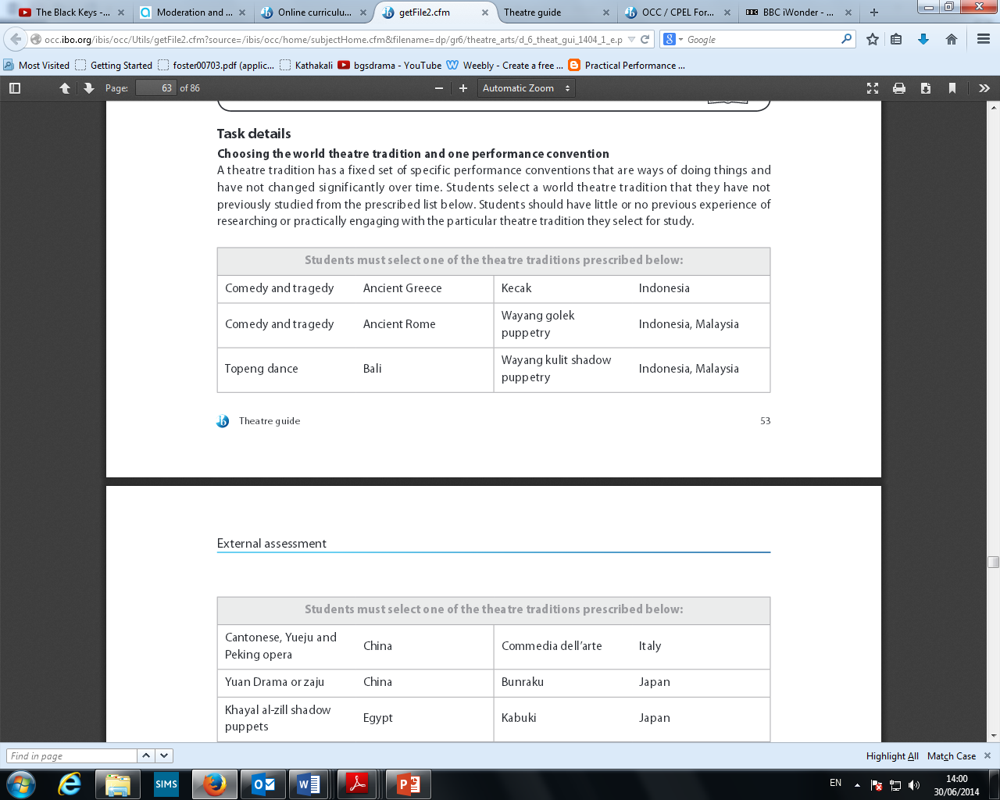 The Black Keys -...
Moderation and ...
Online curriculu...
getFile2.cfm
Theatre guide
OCC / CPEL For...
BBC iWonder - ...
occ.ibo.org/ibis/occ/Utils/getFile2.cfm?source=/ibis/occ/home/subjectHome.cfm&filename=dp/gr6/theatre_arts/d_6_theat_gui_1404_1_e.p
Google
Most Visited
Getting Started
foster00703.pdf (applic...
Kathakali
bgsdrama - YouTube
Weebly - Create a free ...
Practical Performance ...
Page: 63 of 86
Automatic Zoom
Task details
Choosing the world theatre tradition and one performance convention
A theatre tradition has a fixed set of specific performance conventions that are ways of doing things and
have not changed significantly over time. Students select a world theatre tradition that they have not
previously studied from the prescribed list below. Students should have little or no previous experience of
researching or practically engaging with the particular theatre tradition they select for study.
Students must select one of the theatre traditions prescribed below:
Comedy and tragedy Ancient Greece Kecak Indonesia
Comedy and tragedy Ancient Rome Wayang golek
puppetry Indonesia, Malaysia
Topeng dance Bali Wayang kulit shadow
puppetry Indonesia, Malaysia
Theatre guide 53
External assessment
Students must select one of the theatre traditions prescribed below:
Cantonese, Yueju and
Peking opera China Commedia dell'arte Italy
Yuan Drama or zaju China Bunraku Japan
Khayal al-zill shadow
puppets Egypt Kabuki Japan
Find in page
Highlight All Match Case
SIMS
EN
14:00
30/06/2014